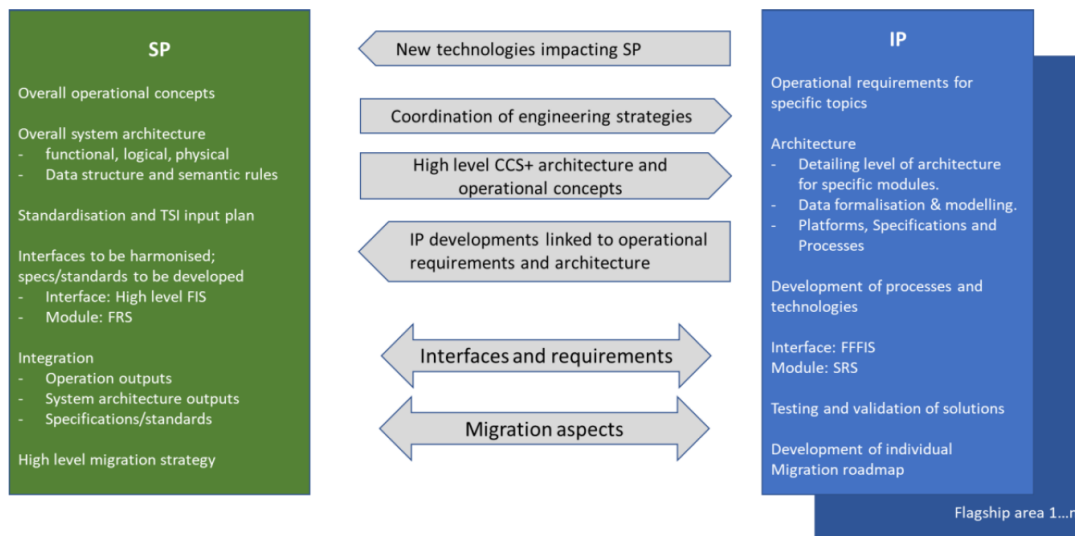 SP
Overall operational concepts
Overall system architecture
- functional, logical, physical
- Data structure and semantic rules
Standardisation and TSI input plan
Interfaces to be harmonised;
specs/standards to be developed
- Interface: High level FIS
- Module: FRS
Integration
- Operation outputs
- System architecture outputs
- Specifications/standards
High level migration strategy
New technologies impacting SP
Coordination of engineering strategies
High level CCS+ architecture and
operational concepts
IP developments linked to operational
requirements and architecture
Interfaces and requirements
Migration aspects
IP
Operational requirements for
specific topics
Architecture
- Detailing level of architecture
for specific modules.
- Data formalisation & modelling.
- Platforms, Specifications and
Processes
Development of processes and
technologies
Interface: FFFIS
Module: SRS
Testing and validation of solutions
Development of individual
Migration roadmap
Flagship area 1...n